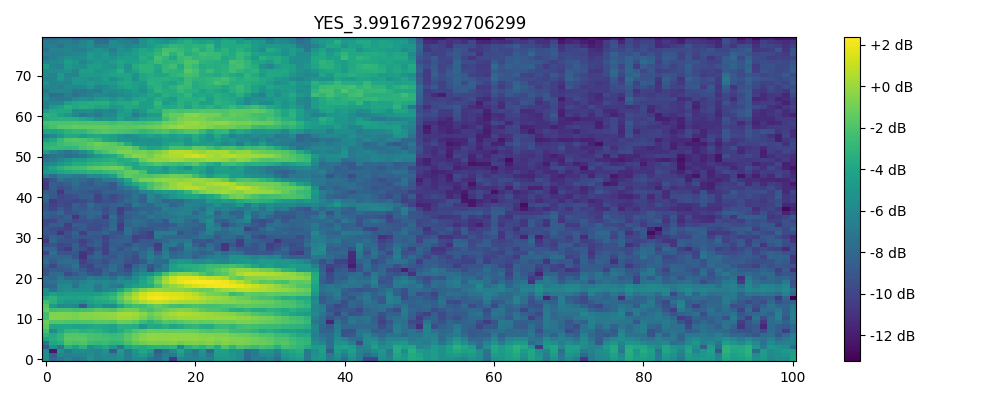 YES_3.991672992706299
+2 dB
70
+0 dB
60
-2 dB
50
-4 dB
40
-6 dB
30
-8 dB
20
-10 dB
10
-12 dB
0
0 20 40 60 80 100